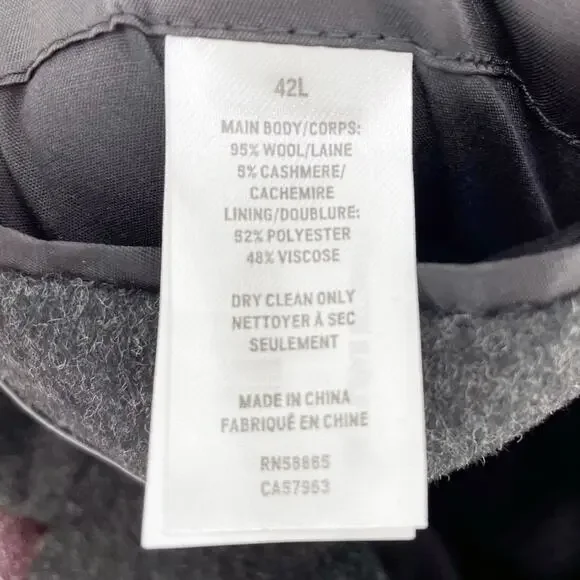 42L
MAIN BODY/CORPS:
95% WOOL/LAINE
5% CASHMERE/
CACHEMIRE
LINING/DOUBLURE:
52% POLYESTER
48% VISCOSE
DRY CLEAN ONLY
NETTOYER À SEC
SEULEMENT
MADE IN CHINA
FABRIQUÉ EN CHINE
RN58865
CA57963